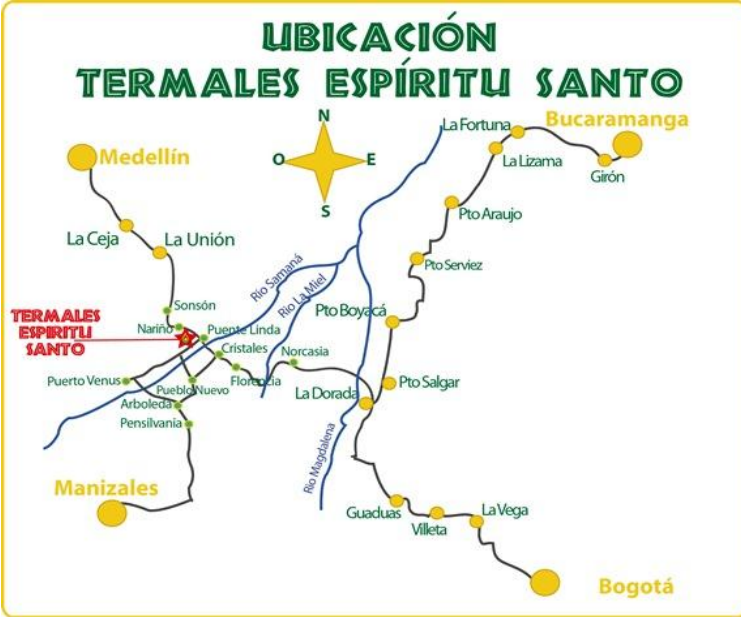 UBICACIÓN
TERMALES ESPÍRITU SANTO
N
O
E
S
La Fortuna
Bucaramanga
Medellín
La Lizama
Girón
Pto Araujo
La Ceja
La Unión
Pto Serviez
Rio Samaná
Rio La Miel
Sonsón
Pto Boyacá
TERMALES
ESPIRITU
SANTO
Nariño
Puente Linda
Cristales
Norcasia
Puerto Venus
Pueblo Nuevo
Florencia
La Dorada
Pto Salgar
Arboleda
Pensilvania
Rio Magdalena
Manizales
Guaduas
Villeta
La Vega
Bogotá